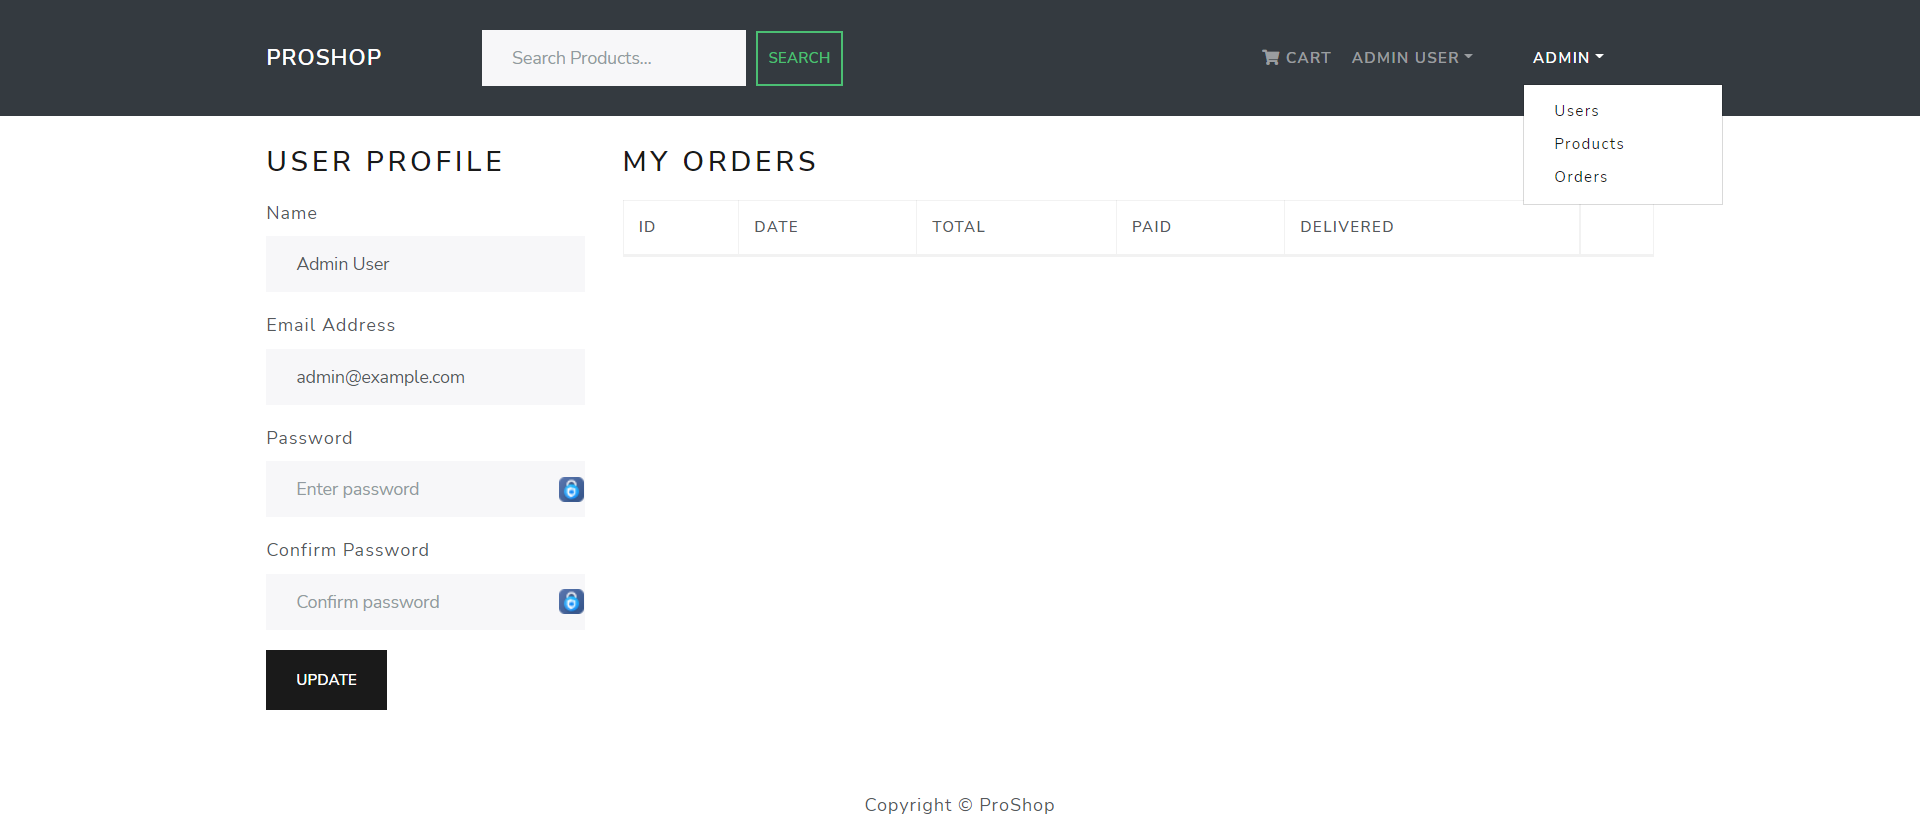 PROSHOP
Search Products...
SEARCH
CART
ADMIN USER
ADMIN
Users
Products
Orders
USER PROFILE
Name
Admin User
Email Address
admin@example.com
Password
Enter password
Confirm Password
Confirm password
UPDATE
MY ORDERS
ID DATE TOTAL PAID DELIVERED
Copyright © ProShop